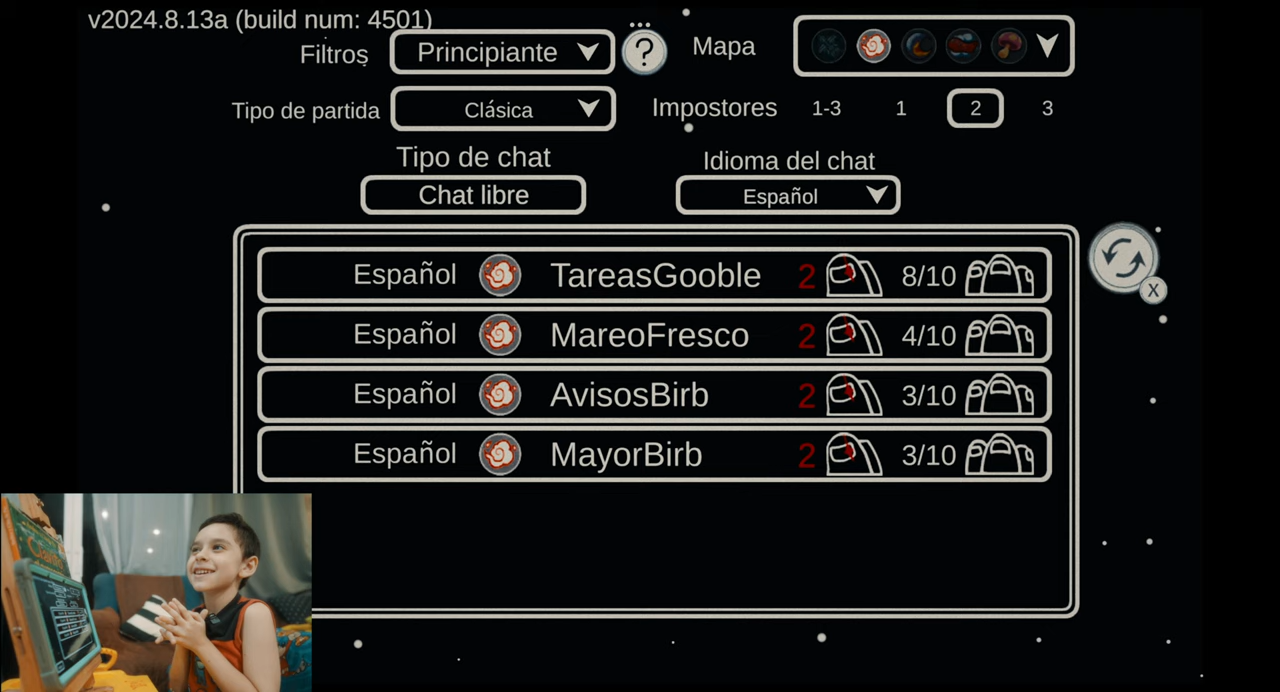 v2024.8.13a (build num: 4501)
Filtros Principiante ? Mapa
Tipo de partida Clásica Impostores 1-3 1 2 3
Tipo de chat Idioma del chat
Chat libre Español
Español TareasGooble 2 8/10
Español MareoFresco 2 4/10
Español AvisosBirb 2 3/10
Español MayorBirb 2 3/10
X